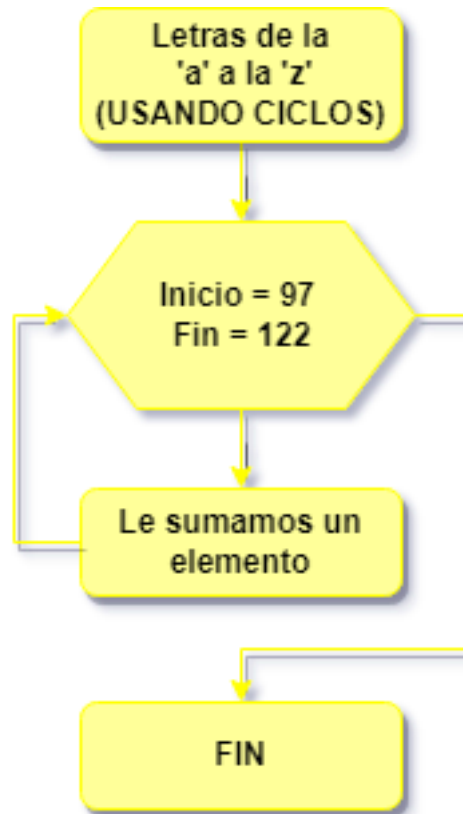 Letras de la
'a' a la 'z'
(USANDO CICLOS)
Inicio = 97
Fin = 122
Le sumamos un
elemento
FIN